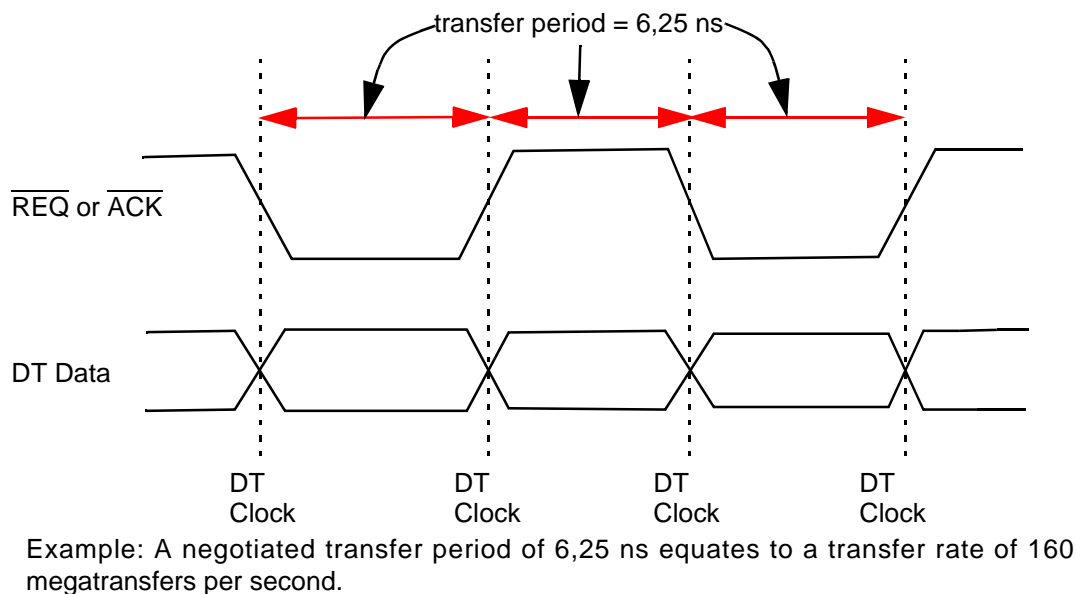 transfer period = 6,25 ns
REQ or ACK
DT Data
DT Clock
DT Clock
DT Clock
DT Clock
Example: A negotiated transfer period of 6,25 ns equates to a transfer rate of 160
megatransfers per second.